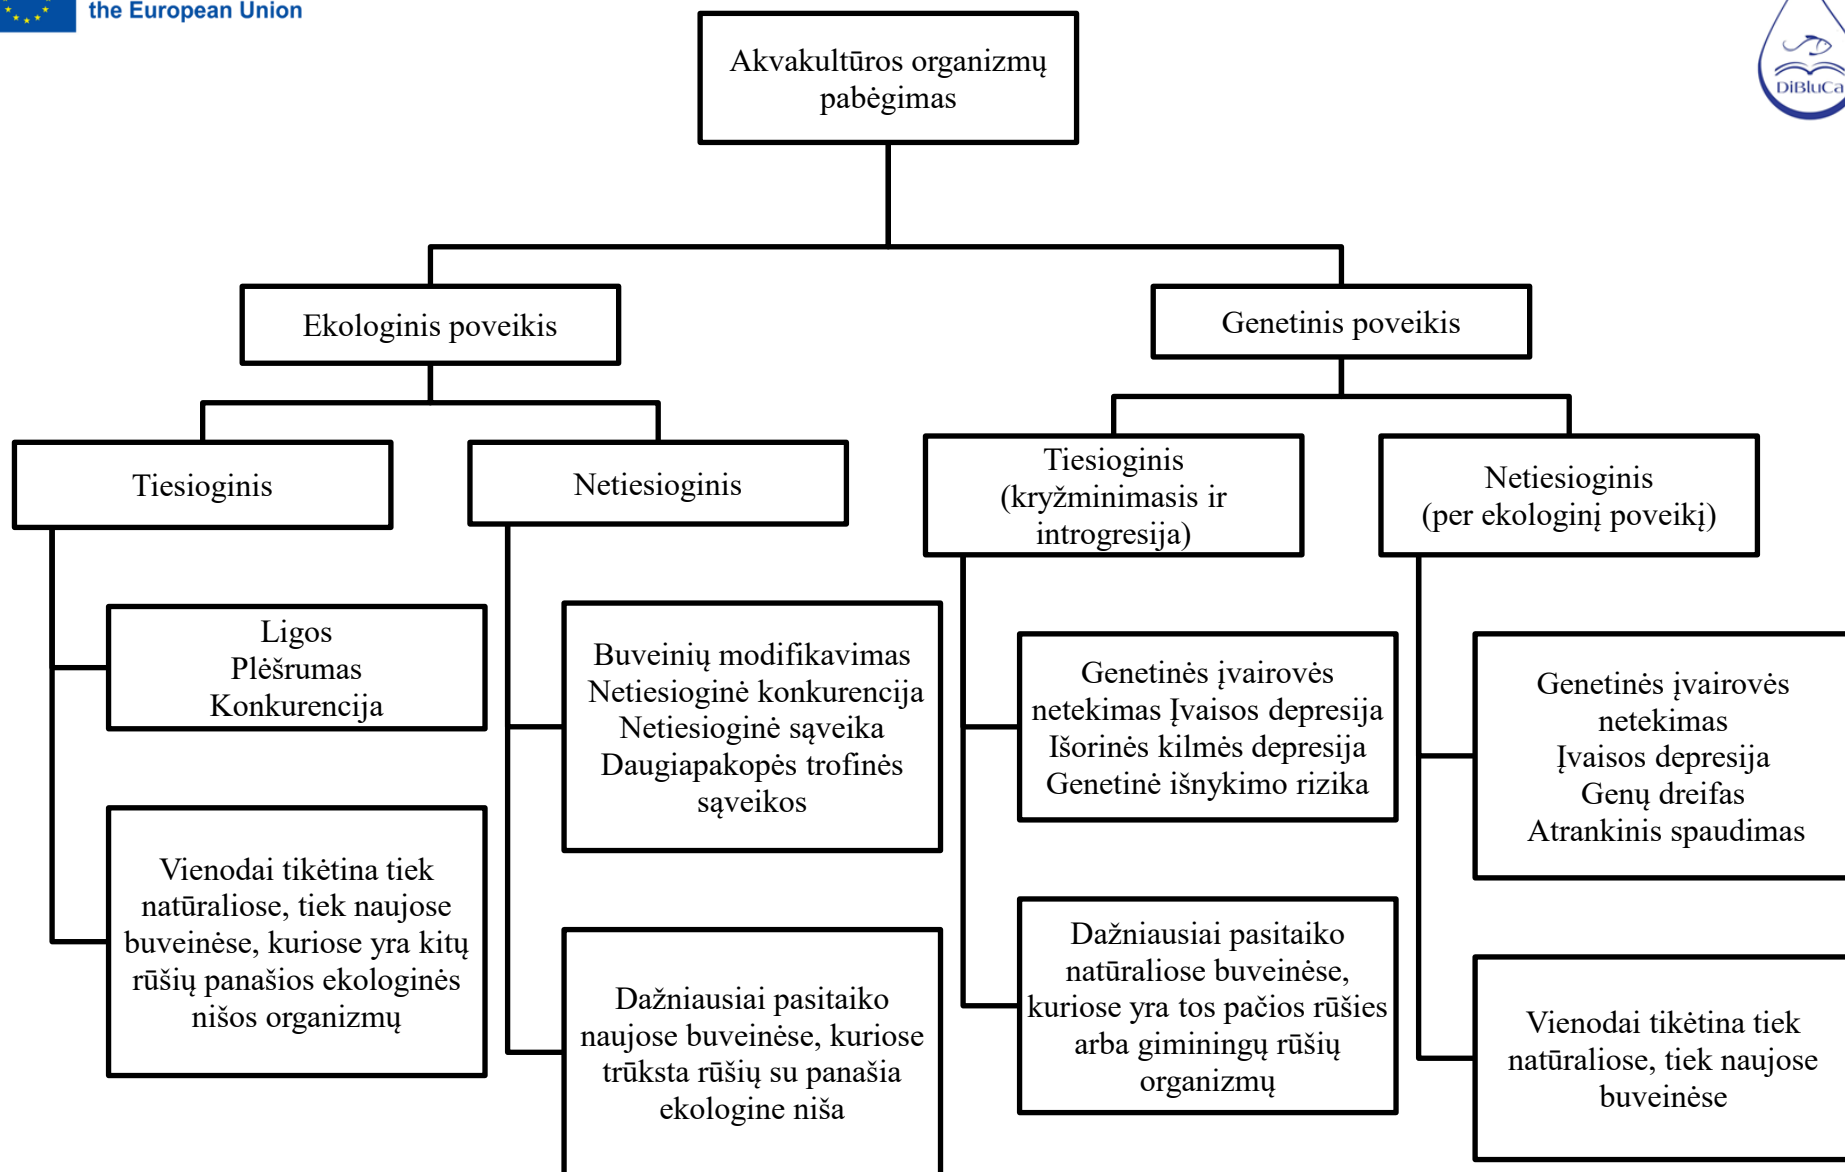 the European Union
DiBluCa
Akvakultūros organizmų
pabėgimas
Ekologinis poveikis
Genetinis poveikis
Tiesioginis
Netiesioginis
Tiesioginis
(kryžminimasis ir
introgresija)
Netiesioginis
(per ekologinį poveikį)
Ligos
Plėšrumas
Konkurencija
Buveinių modifikavimas
Netiesioginė konkurencija
Netiesioginė sąveika
Daugiapakopės trofinės
sąveikos
Genetinės įvairovės
netekimas Įvaisos depresija
Išorinės kilmės depresija
Genetinė išnykimo rizika
Genetinės įvairovės
netekimas
Įvaisos depresija
Genų dreifas
Atrankinis spaudimas
Vienodai tikėtina tiek
natūraliose, tiek naujose
buveinėse, kuriose yra kitų
rūšių panašios ekologinės
nišos organizmų
Dažniausiai pasitaiko
naujose buveinėse, kuriose
trūksta rūšių su panašia
ekologine niša
Dažniausiai pasitaiko
natūraliose buveinėse,
kuriose yra tos pačios rūšies
arba giminingų rūšių
organizmų
Vienodai tikėtina tiek
natūraliose, tiek naujose
buveinėse